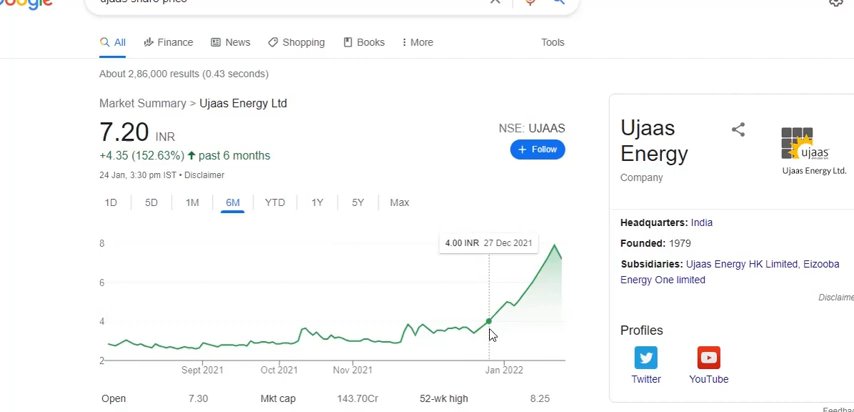 Google
ujaas share price
All
Finance
News
Shopping
Books
More
Tools
About 2,86,000 results (0.43 seconds)
Market Summary > Ujaas Energy Ltd
7.20 INR
+4.35 (152.63%) ↑ past 6 months
24 Jan, 3:30 pm IST • Disclaimer
NSE: UJAAS
+ Follow
1D
5D
1M
6M
YTD
1Y
5Y
Max
4.00 INR 27 Dec 2021
8
6
4
2
Sept 2021
Oct 2021
Nov 2021
Jan 2022
Open 7.30
Mkt cap 143.70Cr
52-wk high 8.25
Ujaas
Energy
Company
ujaas
Ujaas Energy Ltd.
Headquarters: India
Founded: 1979
Subsidiaries: Ujaas Energy HK Limited, Eizooba
Energy One limited
Disclaime
Profiles
Twitter
YouTube